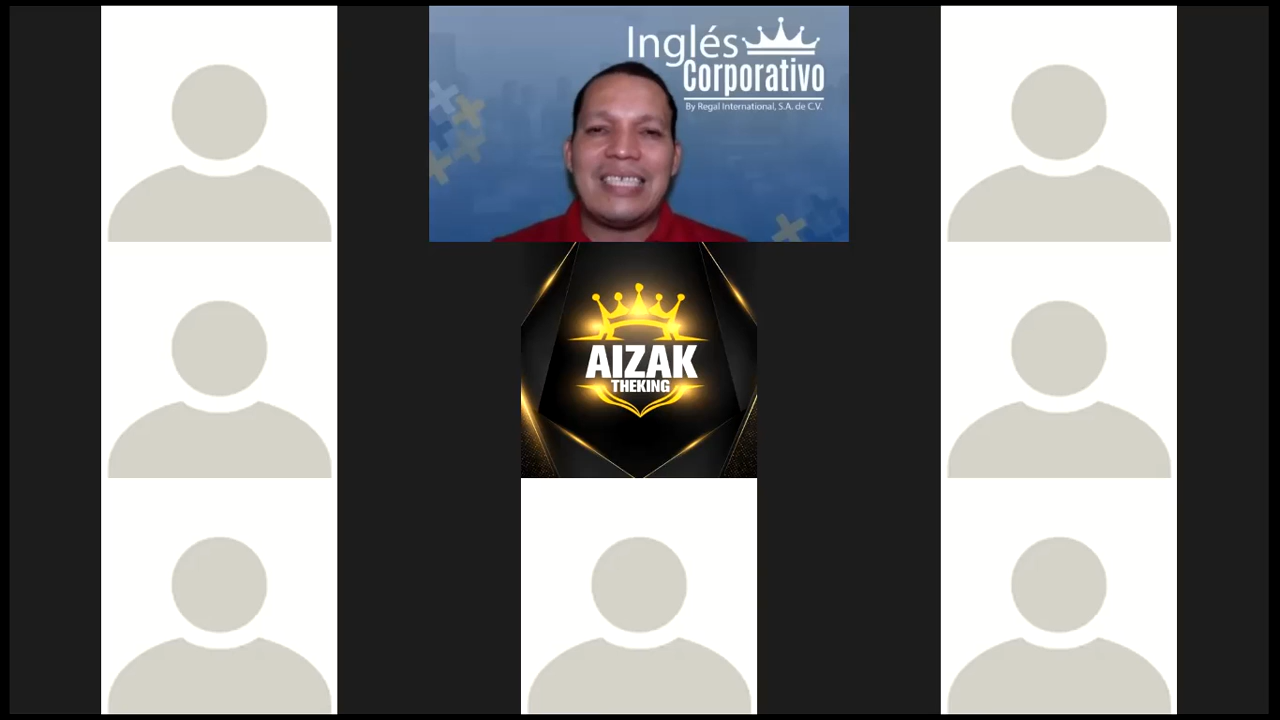 Inglés
Corporativo
By Regal International, S.A. de C.V.
AIZAK
THEKING